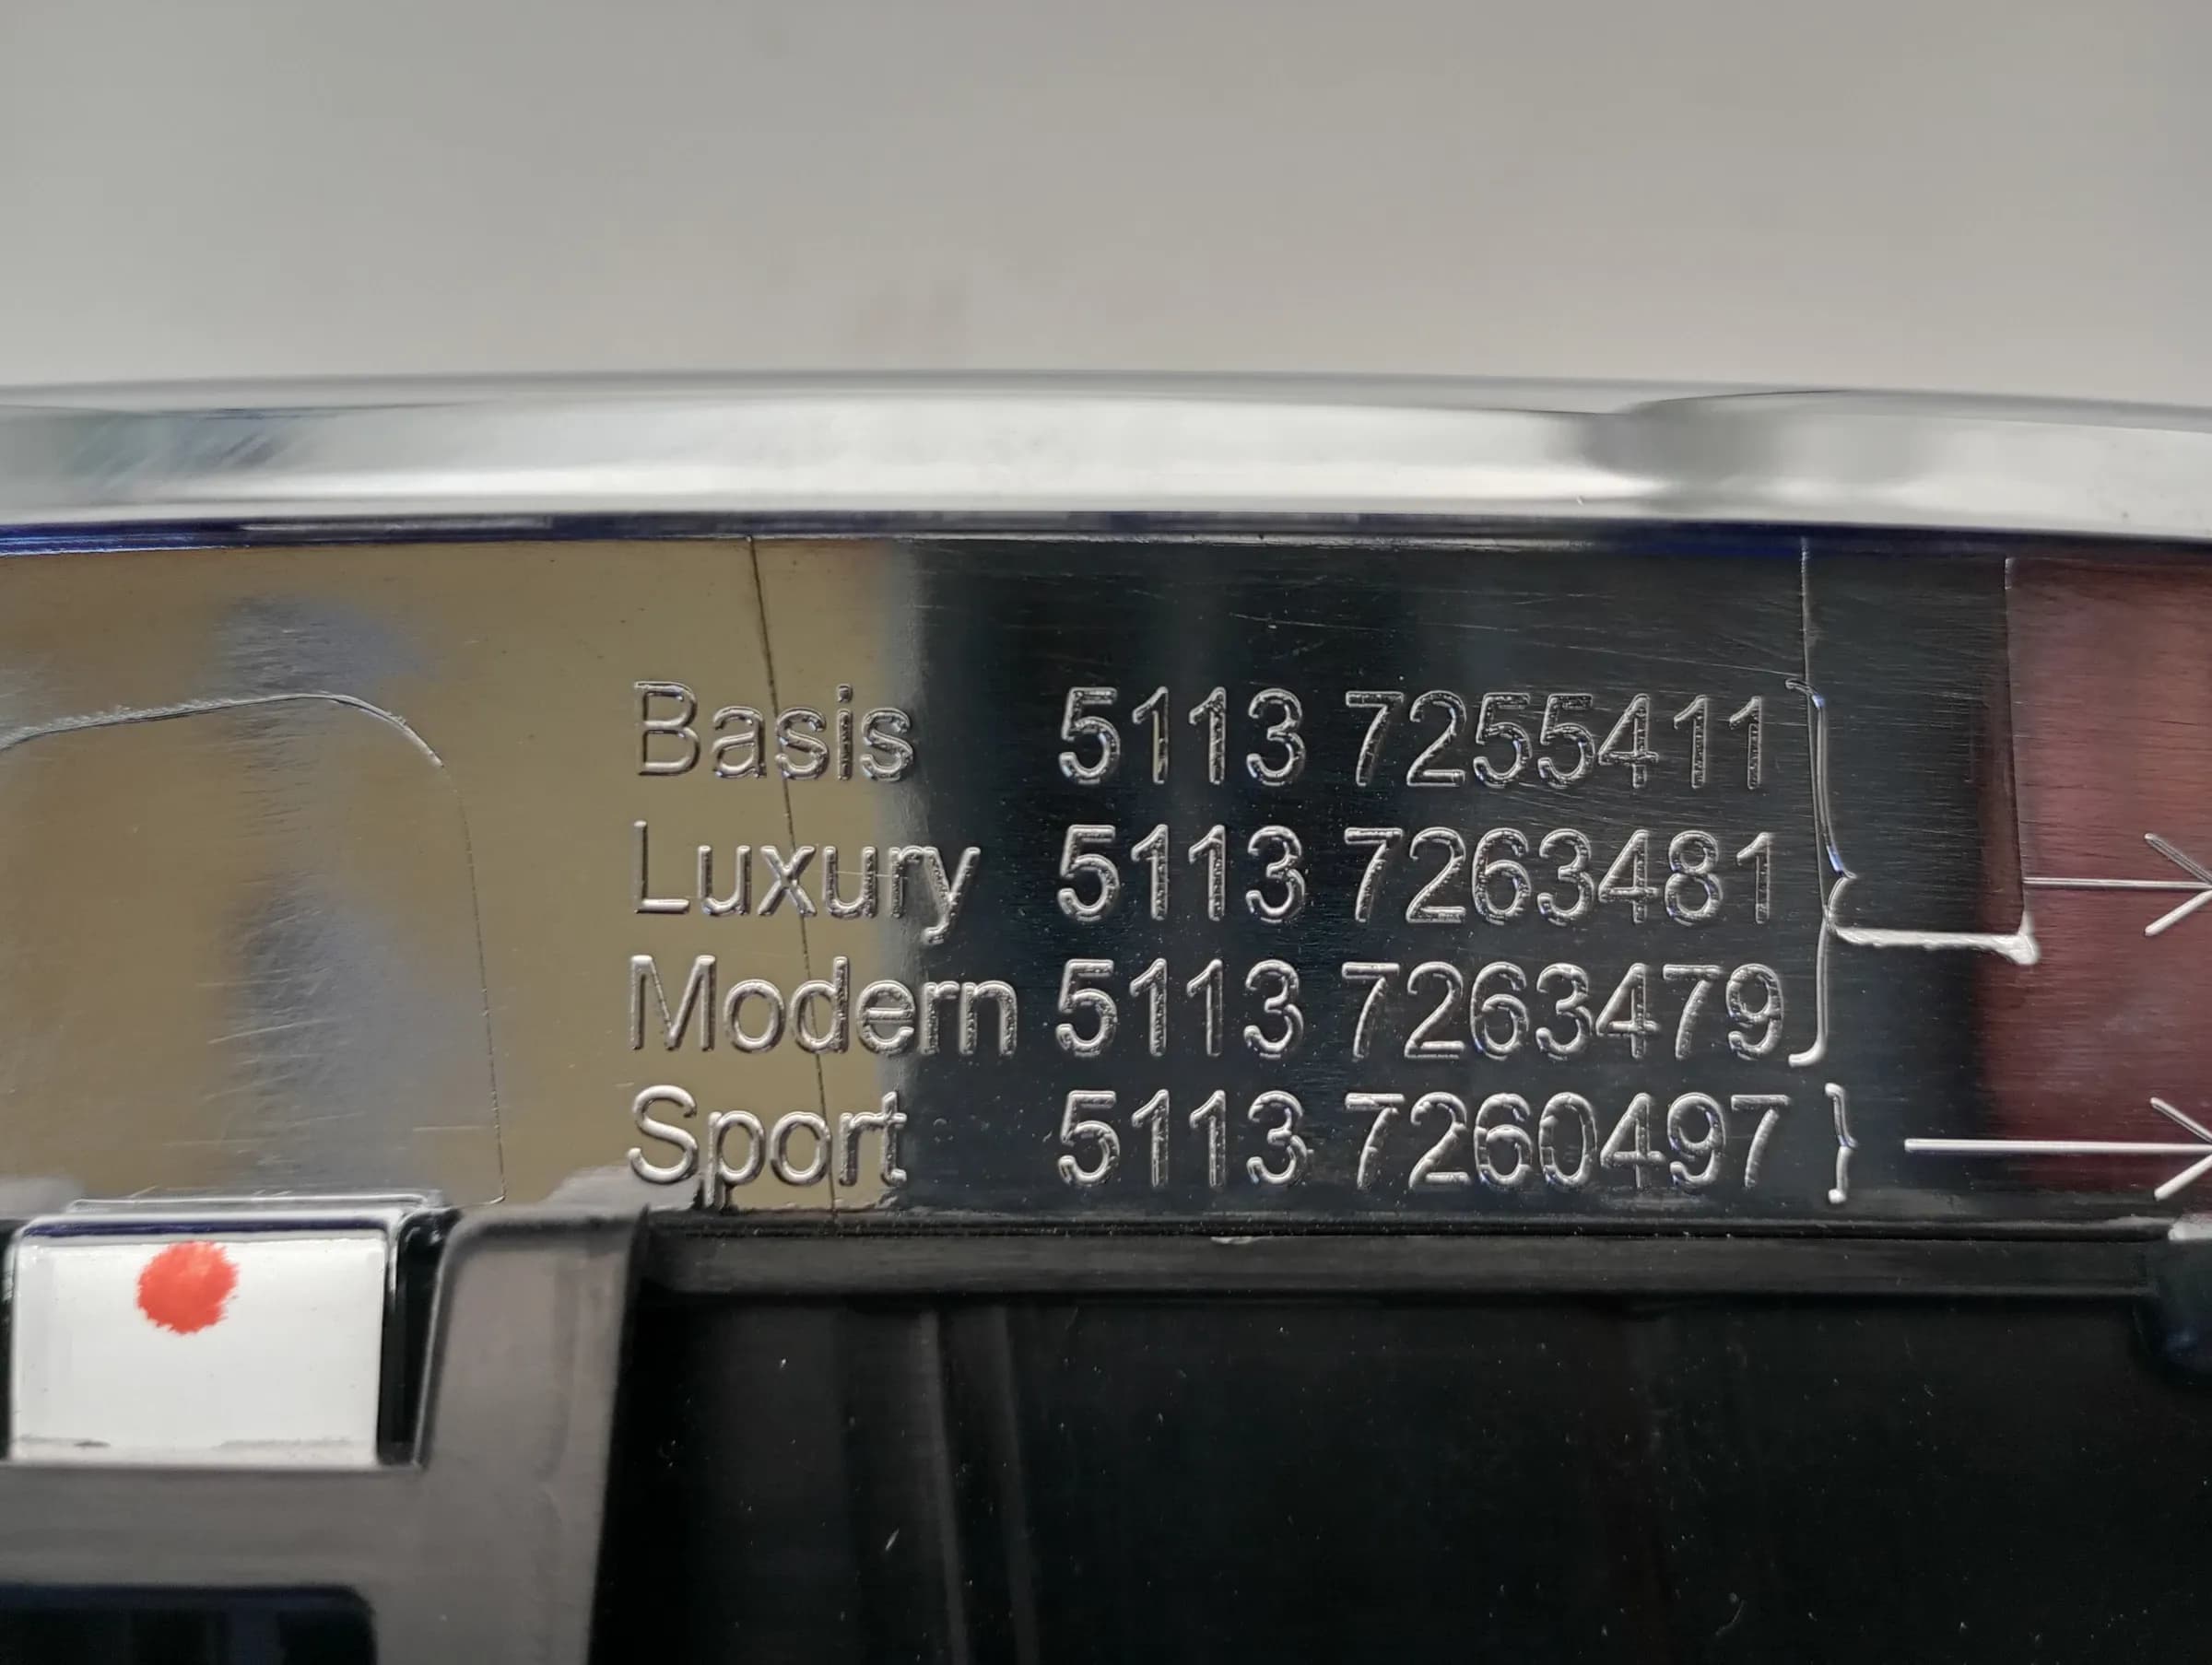 Basis 5113 7255411
Luxury 5113 7263481
Modern 5113 7263479
Sport 5113 7260497